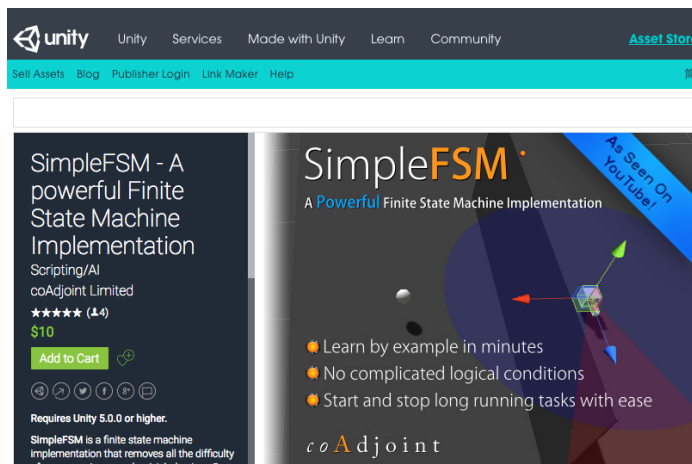 unity
Unity Services Made with Unity Learn Community Asset Store
Sell Assets Blog Publisher Login Link Maker Help
SimpleFSM - A
powerful Finite
State Machine
Implementation
Scripting/AI
coAdjoint Limited
★★★★★ (4)
$10
Add to Cart
Requires Unity 5.0.0 or higher.
SimpleFSM is a finite state machine
implementation that removes all the difficulty
SimpleFSM
A Powerful Finite State Machine Implementation
As Seen On
YouTube!
Learn by example in minutes
No complicated logical conditions
Start and stop long running tasks with ease
coAdjoint